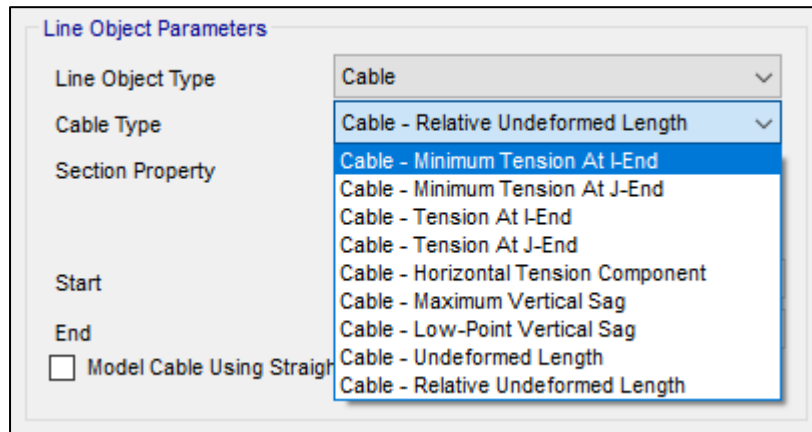 Line Object Parameters
Line Object Type Cable
Cable Type Cable - Relative Undeformed Length
Section Property
Cable - Minimum Tension At I-End
Cable - Minimum Tension At J-End
Cable - Tension At I-End
Cable - Tension At J-End
Cable - Horizontal Tension Component
Cable - Maximum Vertical Sag
Cable - Low-Point Vertical Sag
Cable - Undeformed Length
Cable - Relative Undeformed Length
Start
End
Model Cable Using Straigh